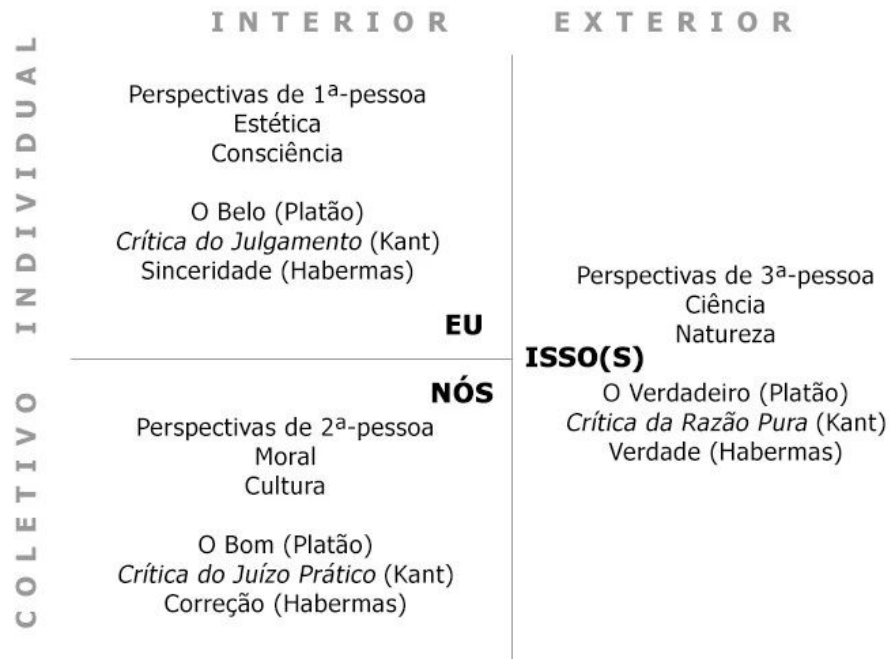 INTERIOR
EXTERIOR
INDIVIDUAL
Perspectivas de 1ª-pessoa
Estética
Consciência
O Belo (Platão)
Crítica do Julgamento (Kant)
Sinceridade (Habermas)
EU
COLETIVO
NÓS
Perspectivas de 2ª-pessoa
Moral
Cultura
O Bom (Platão)
Crítica do Juízo Prático (Kant)
Correção (Habermas)
Perspectivas de 3ª-pessoa
Ciência
Natureza
ISSO(S)
O Verdadeiro (Platão)
Crítica da Razão Pura (Kant)
Verdade (Habermas)